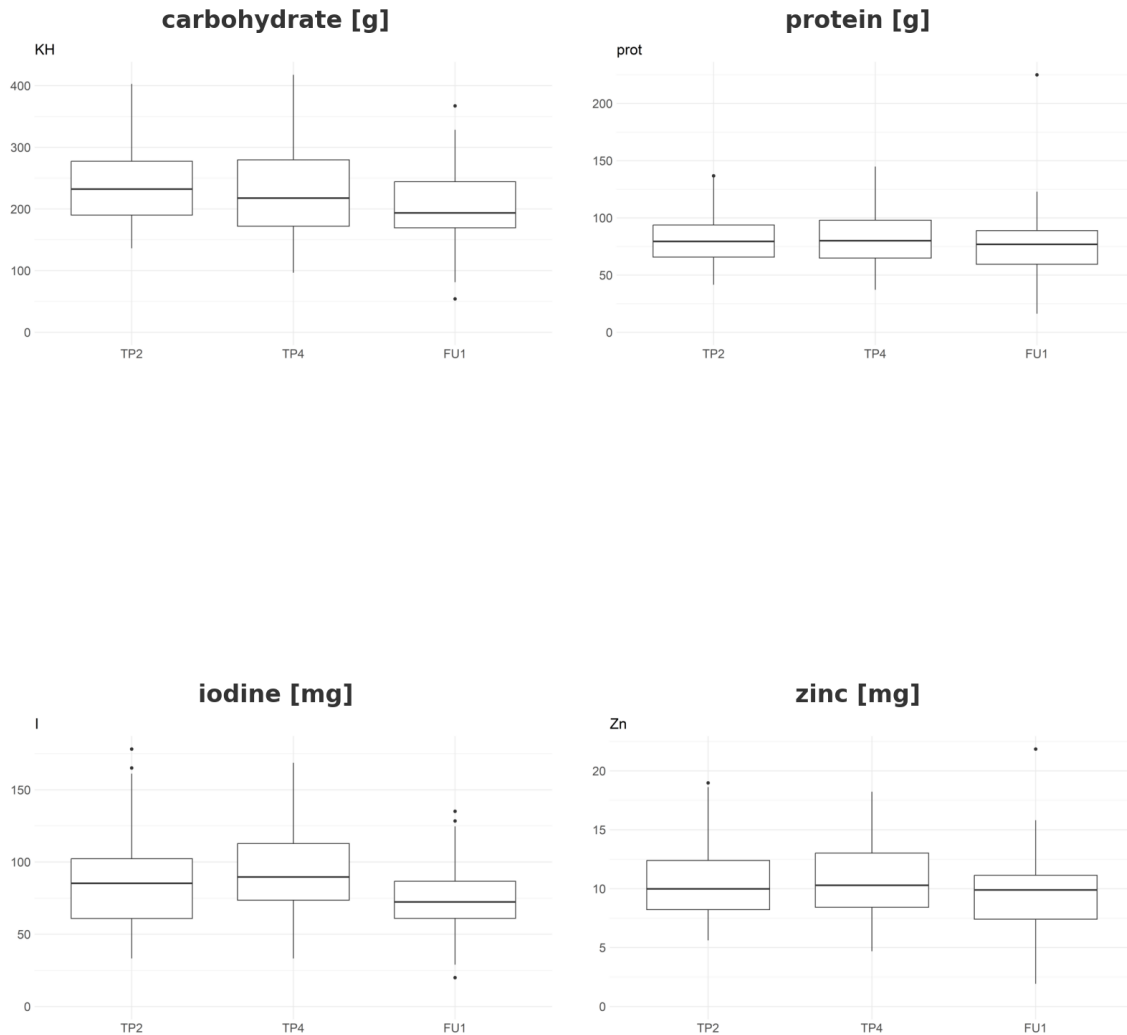 carbohydrate [g]
KH
400
300
200
100
0
TP2 TP4 FU1
protein [g]
prot
200
150
100
50
0
TP2 TP4 FU1
iodine [mg]
I
150
100
50
0
TP2 TP4 FU1
zinc [mg]
Zn
20
15
10
5
0
TP2 TP4 FU1